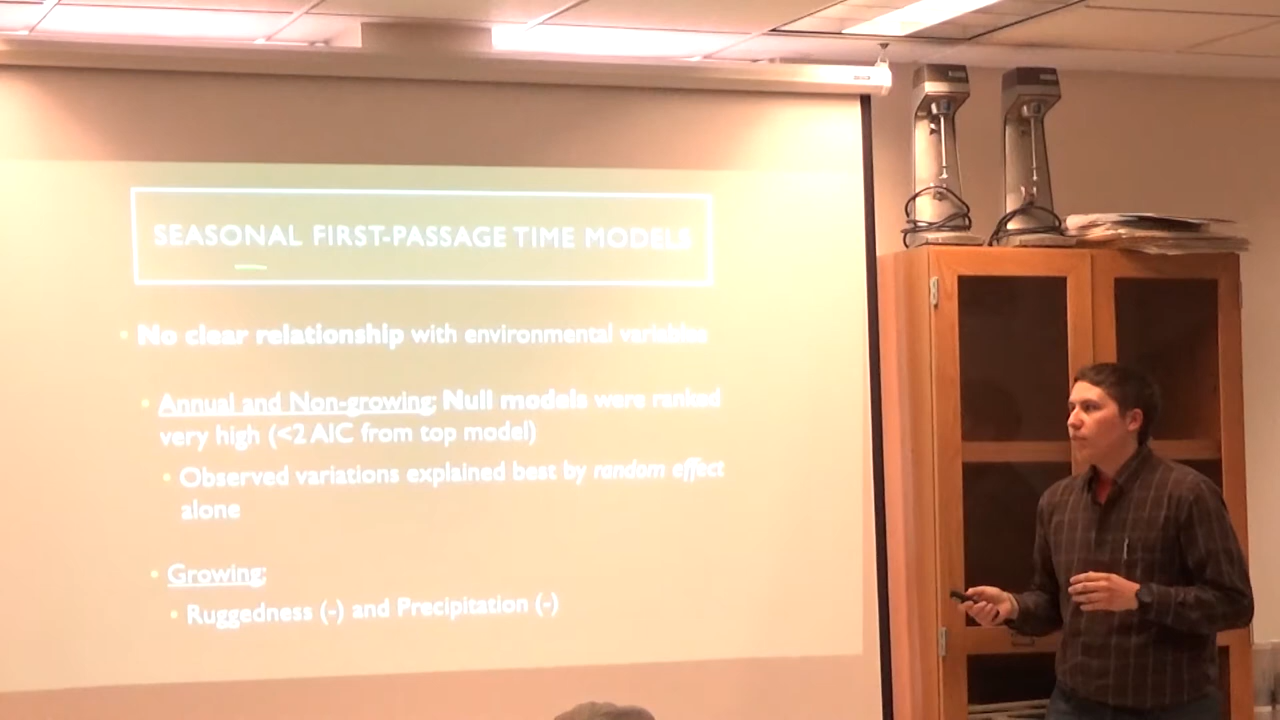 SEASONAL FIRST-PASSAGE TIME MODELS
• No clear relationship with environmental variables
• Annual and Non-growing: Null models were ranked
very high (<2 AIC from top model)
• Observed variations explained best by random effect
alone
• Growing:
• Ruggedness (-) and Precipitation (-)